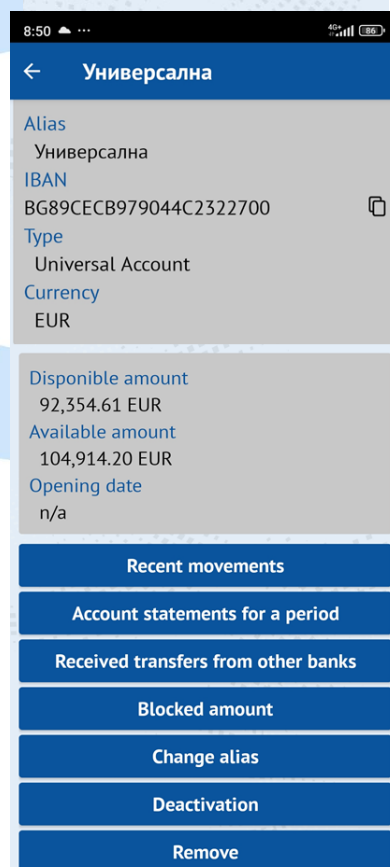 8:50 ...
4G+ 86
Универсална
Alias
Универсална
IBAN
BG89CECB979044C2322700
Type
Universal Account
Currency
EUR
Disponible amount
92,354.61 EUR
Available amount
104,914.20 EUR
Opening date
n/a
Recent movements
Account statements for a period
Received transfers from other banks
Blocked amount
Change alias
Deactivation
Remove